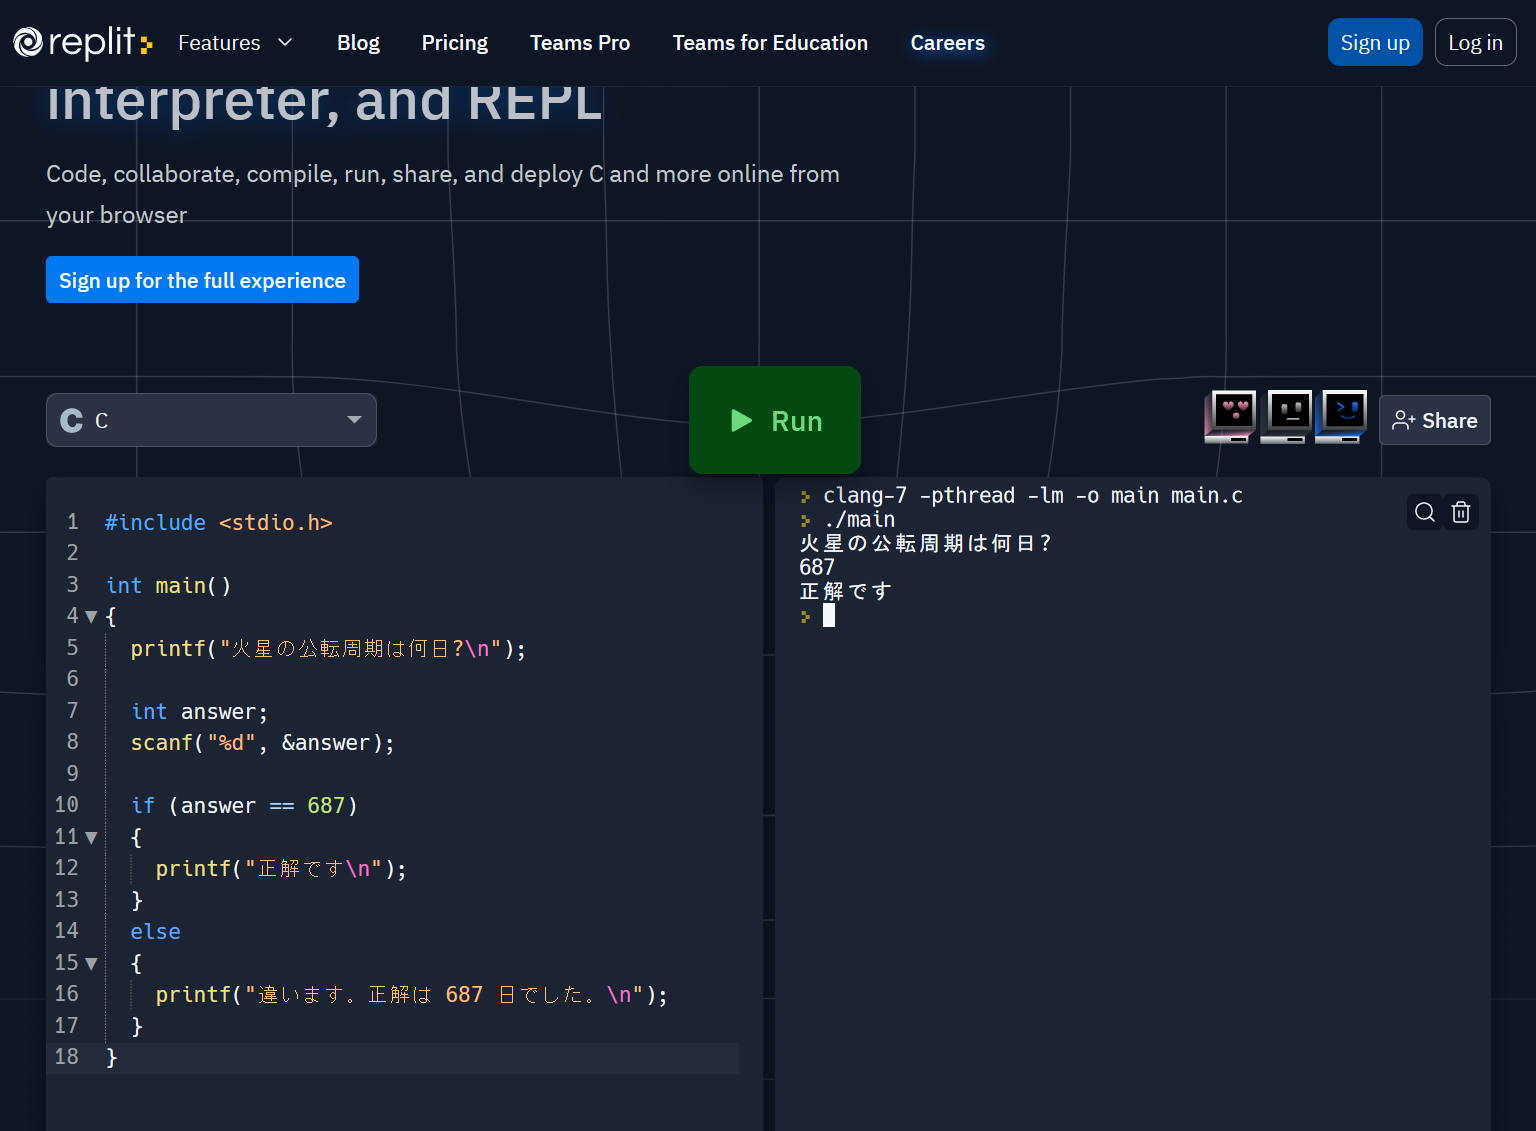 replit
Features
Blog
Pricing
Teams Pro
Teams for Education
Careers
Sign up
Log in
interpreter, and REPL
Code, collaborate, compile, run, share, and deploy C and more online from
your browser
Sign up for the full experience
C C
Run
Share
1 #include <stdio.h>
2
3 int main()
4 {
5 printf("火星の公転周期は何日?\n");
6
7 int answer;
8 scanf("%d", &answer);
9
10 if (answer == 687)
11 {
12 printf("正解です\n");
13 }
14 else
15 {
16 printf("違います。正解は 687 日でした。\n");
17 }
18 }
clang-7 -pthread -lm -o main main.c
./main
火星の公転周期は何日?
687
正解です